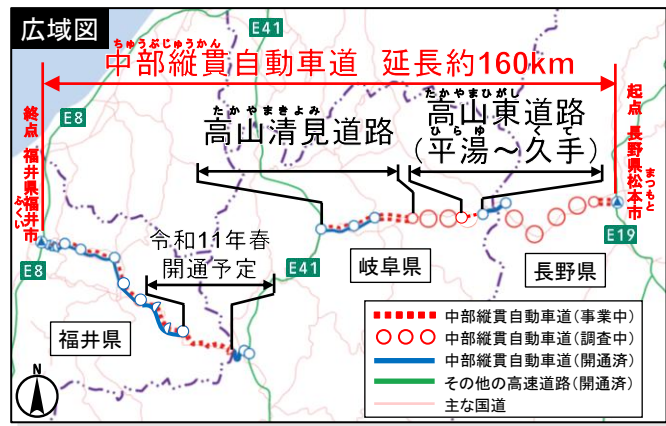 広域図
E41
ちゅうぶじゅうかん
中部縦貫自動車道 延長約160km
E8
終点 福井県福井市
ふくい
たかやまきよみ
高山清見道路
たかやまひがし
高山東道路
ひらゆ くて
(平湯～久手)
起点 長野県松本市
まつもと
E41
E19
令和11年春
開通予定
E8
E41
岐阜県
長野県
福井県
N
中部縦貫自動車道(事業中)
中部縦貫自動車道(調査中)
中部縦貫自動車道(開通済)
その他の高速道路(開通済)
主な国道